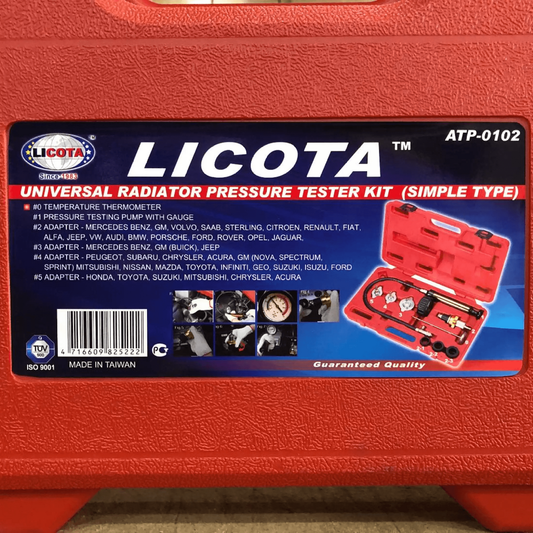 LICOTA
Since 1983
LICOTA™
ATP-0102
UNIVERSAL RADIATOR PRESSURE TESTER KIT (SIMPLE TYPE)
#0 TEMPERATURE THERMOMETER
#1 PRESSURE TESTING PUMP WITH GAUGE
#2 ADAPTER - MERCEDES BENZ, GM, VOLVO, SAAB, STERLING, CITROEN, RENAULT, FIAT,
ALFA, JEEP, VW, AUDI, BMW, PORSCHE, FORD, ROVER, OPEL, JAGUAR,
#3 ADAPTER - MERCEDES BENZ, GM (BUICK), JEEP
#4 ADAPTER - PEUGEOT, SUBARU, CHRYSLER, ACURA, GM (NOVA, SPECTRUM,
SPRINT) MITSUBISHI, NISSAN, MAZDA, TOYOTA, INFINITI, GEO, SUZUKI, ISUZU, FORD
#5 ADAPTER - HONDA, TOYOTA, SUZUKI, MITSUBISHI, CHRYSLER, ACURA
TÜV
ISO 9001
4 716609 825222
MADE IN TAIWAN
Guaranteed Quality